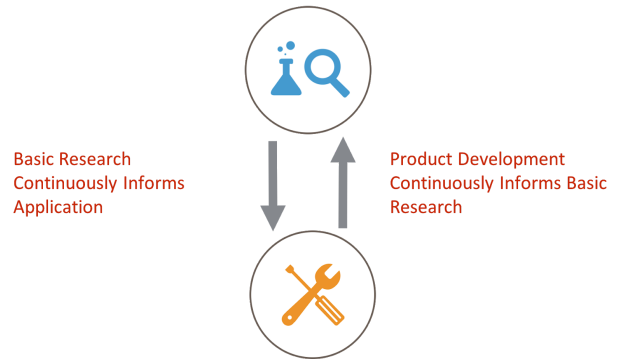 Basic Research
Continuously Informs
Application
Product Development
Continuously Informs Basic
Research